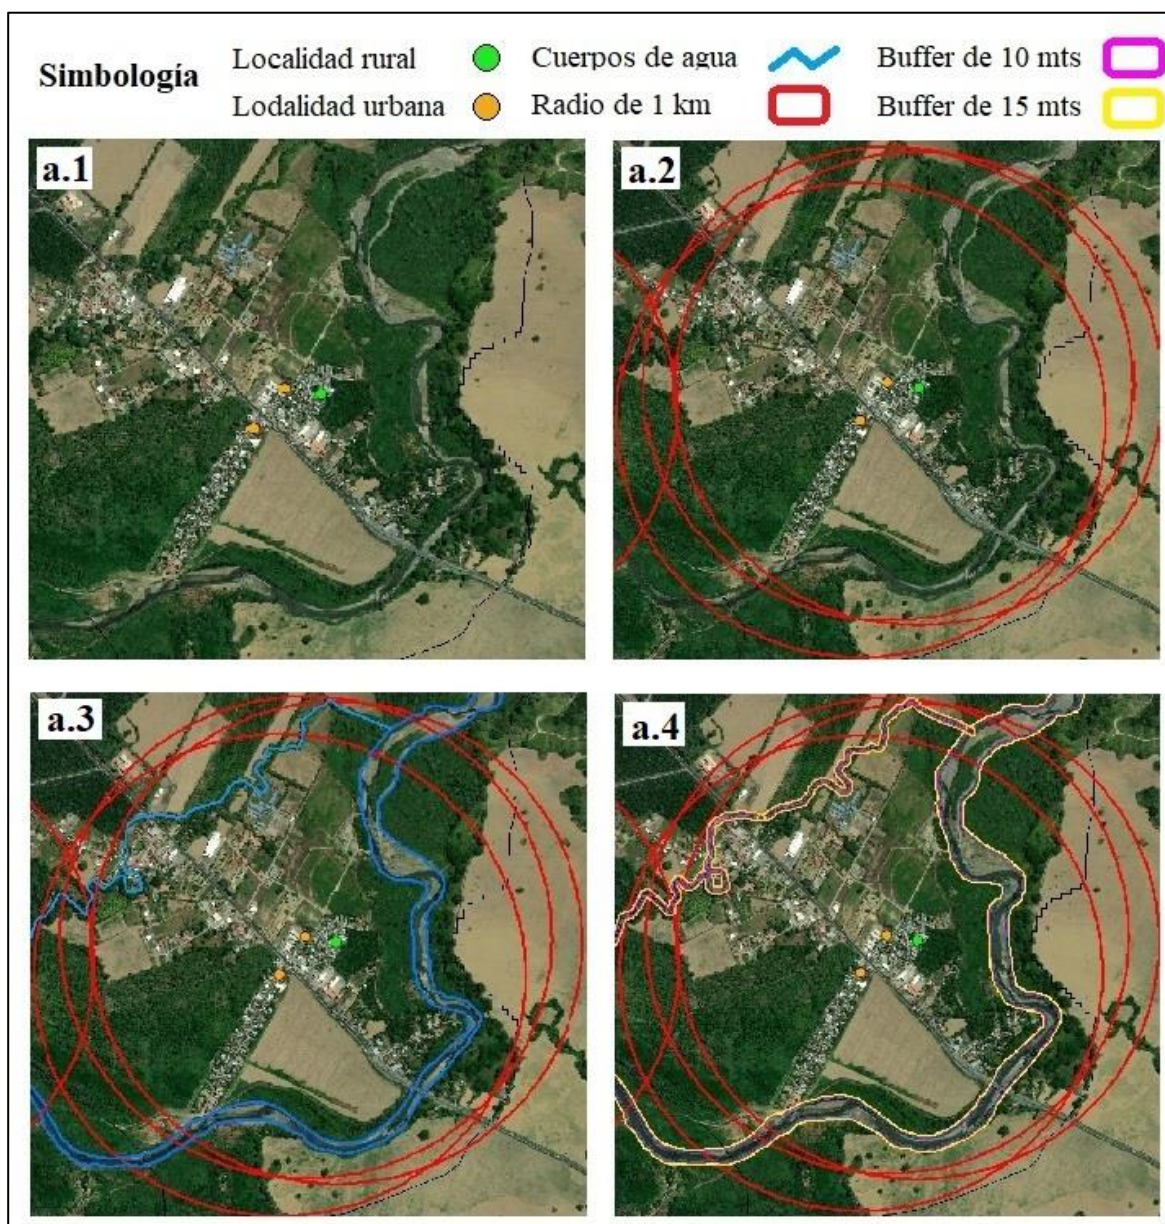 Simbología
Localidad rural
Cuerpos de agua
Buffer de 10 mts
Lodalidad urbana
Radio de 1 km
Buffer de 15 mts
a.1
a.2
a.3
a.4